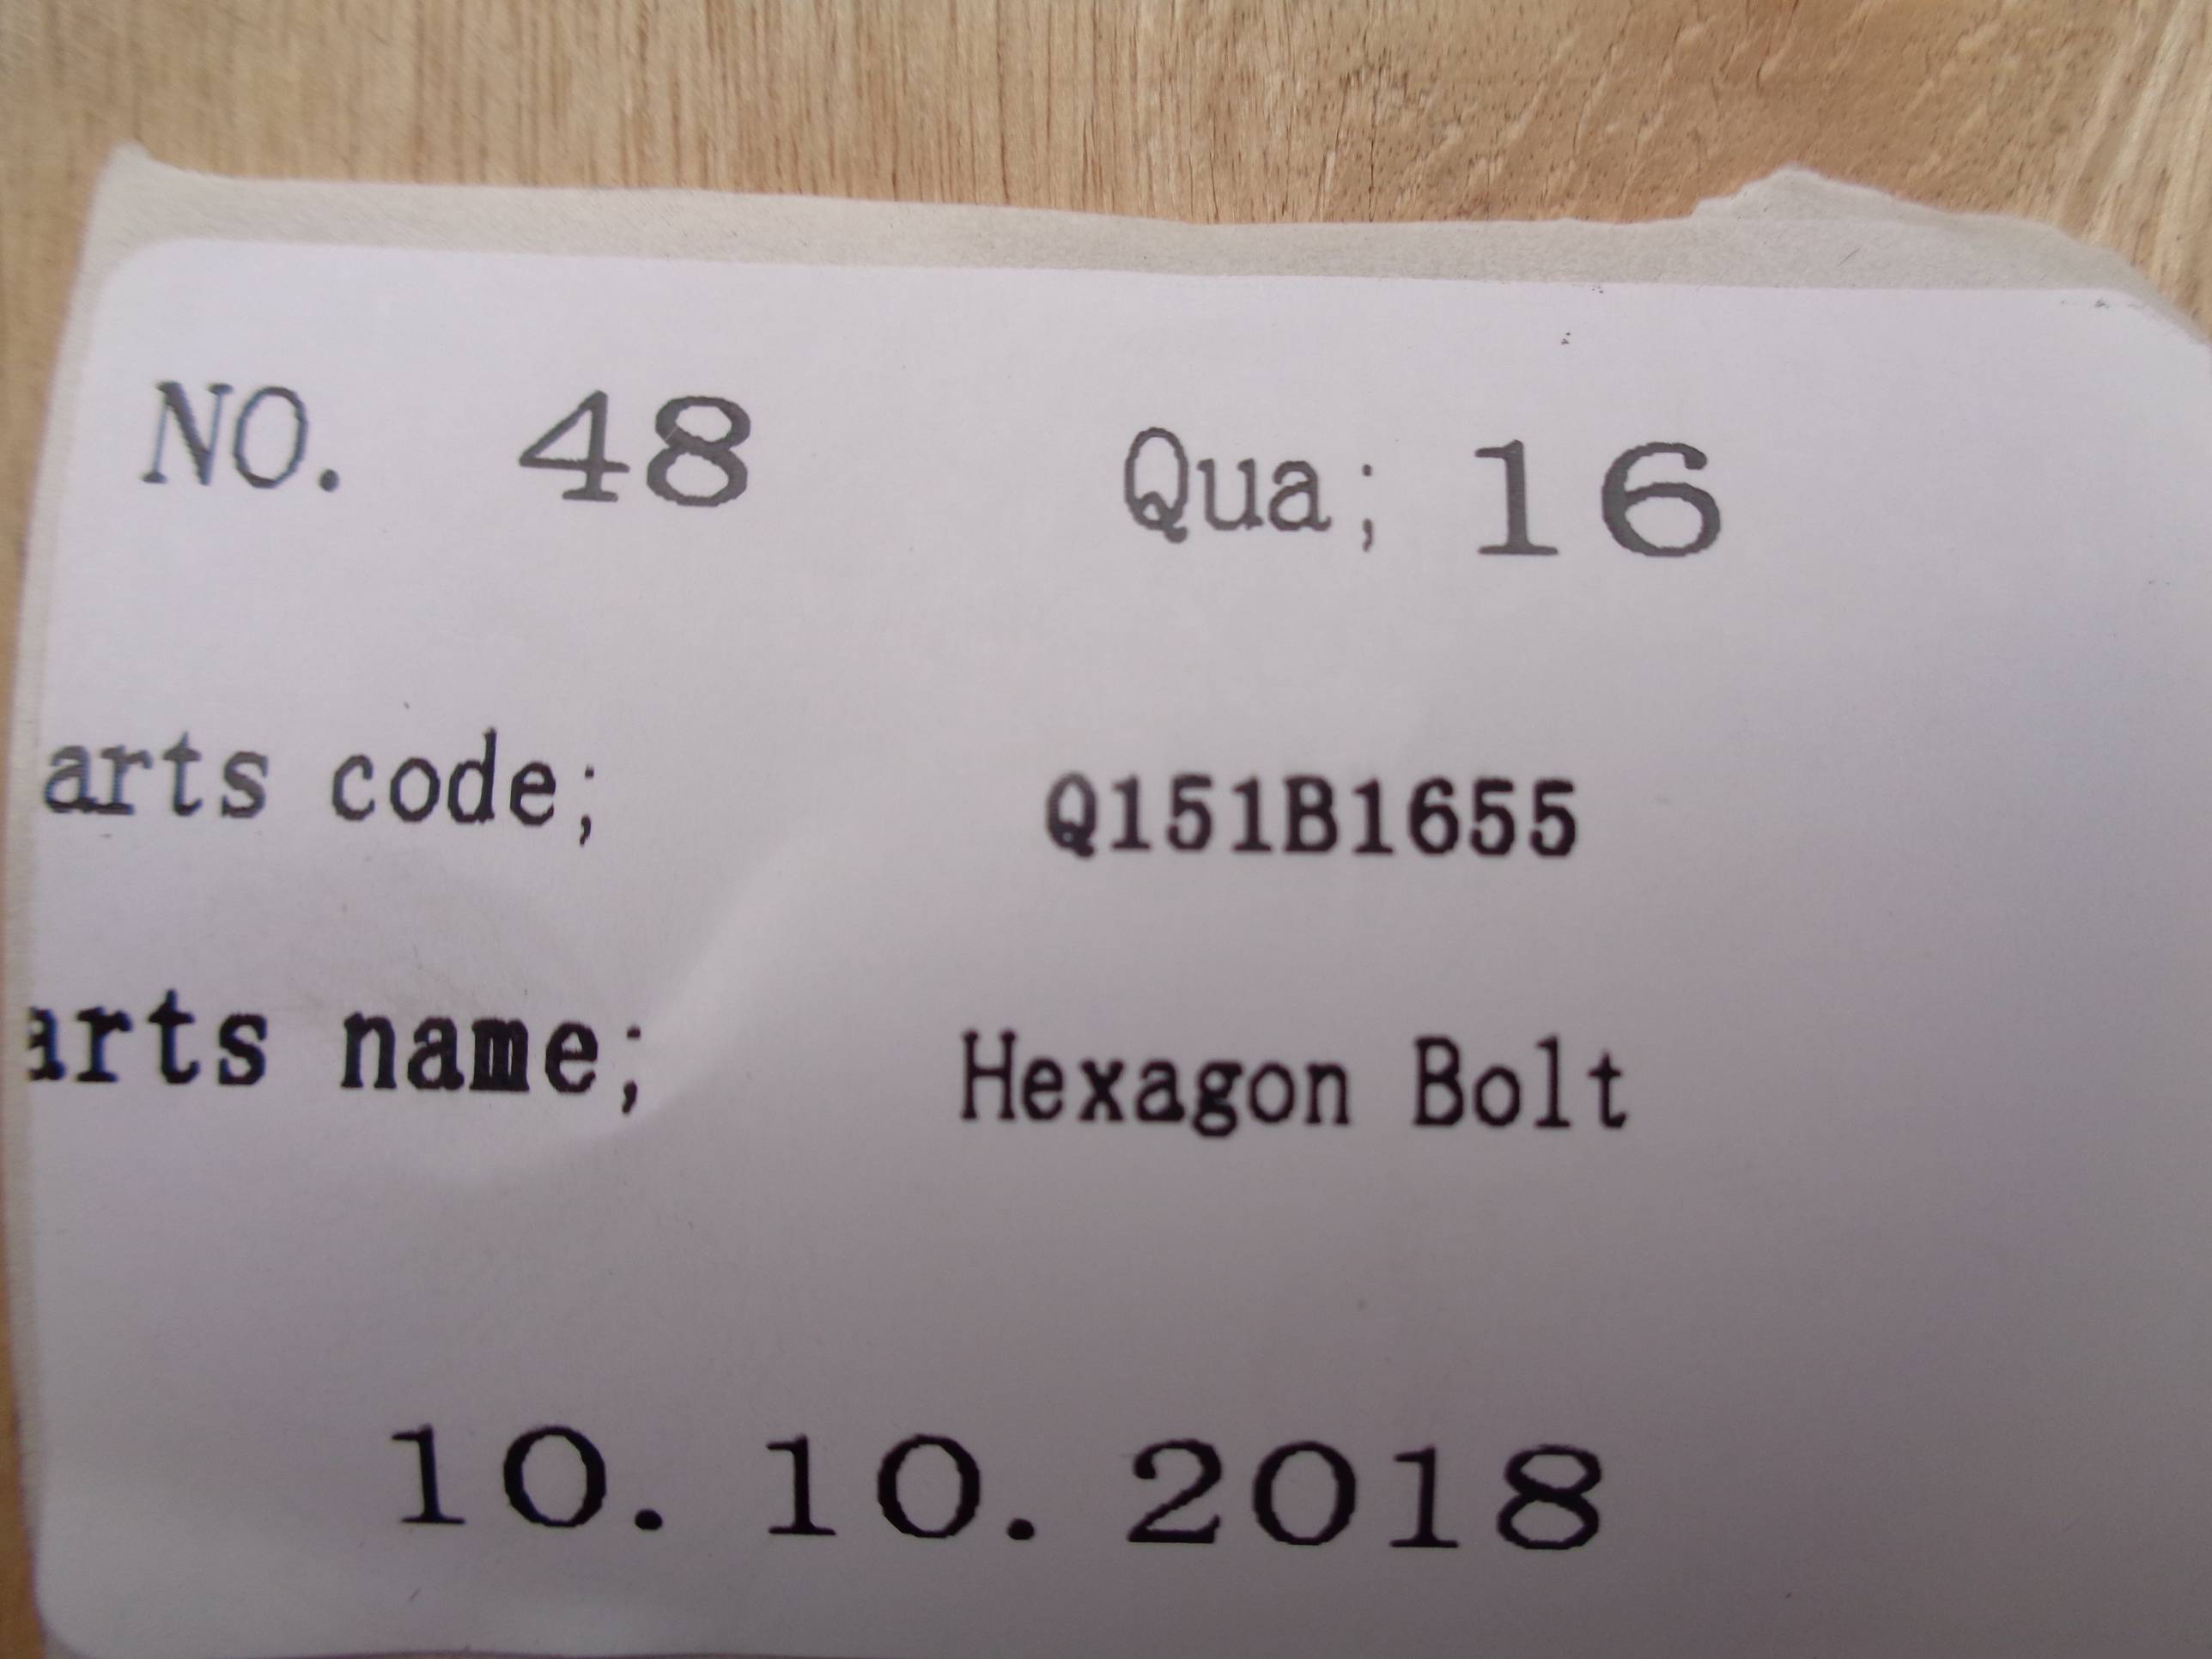 NO. 48 Qua; 16
arts code; Q151B1655
arts name; Hexagon Bolt
10. 10. 2018